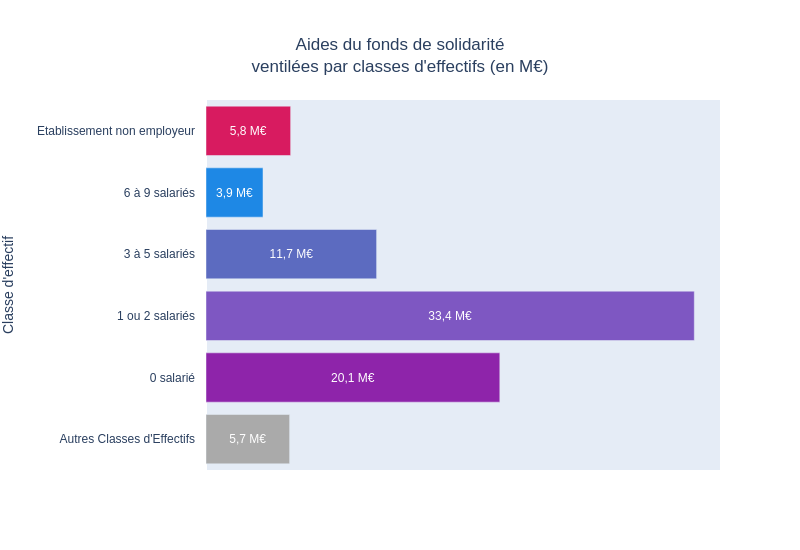 Aides du fonds de solidarité
ventilées par classes d'effectifs (en M€)
Classe d'effectif
Etablissement non employeur
5,8 M€
6 à 9 salariés
3,9 M€
3 à 5 salariés
11,7 M€
1 ou 2 salariés
33,4 M€
0 salarié
20,1 M€
Autres Classes d'Effectifs
5,7 M€